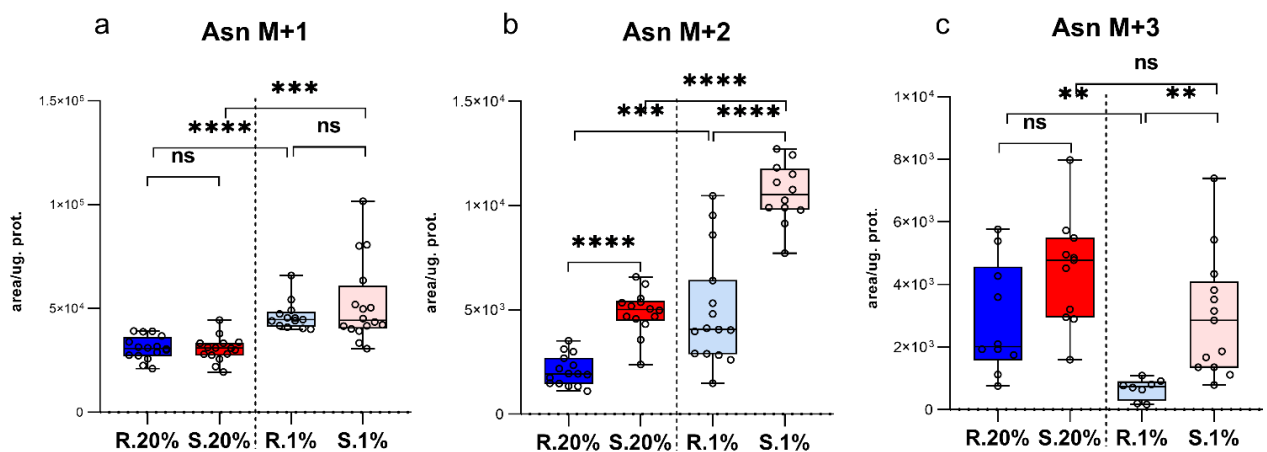 a
Asn M+1
area/ug. prot.
1.5×10⁵
1×10⁵
5×10⁴
0
ns
****
***
ns
R.20% S.20% R.1% S.1%
b
Asn M+2
area/ug. prot.
1.5×10⁴
1×10⁴
5×10³
0
****
***
****
****
R.20% S.20% R.1% S.1%
c
Asn M+3
area/ug. prot.
1×10⁴
8×10³
6×10³
4×10³
2×10³
0
ns
**
ns
**
R.20% S.20% R.1% S.1%